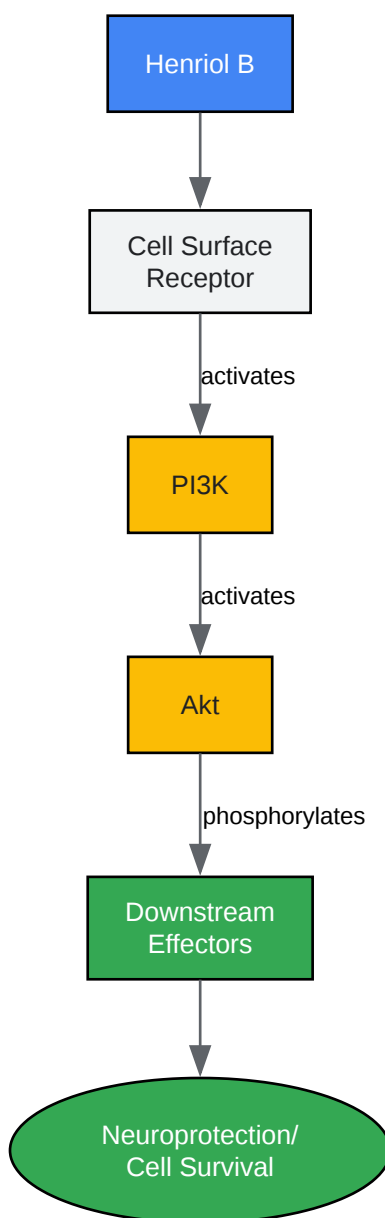 Henriol B
Cell Surface
Receptor
activates
PI3K
activates
Akt
phosphorylates
Downstream
Effectors
Neuroprotection/
Cell Survival